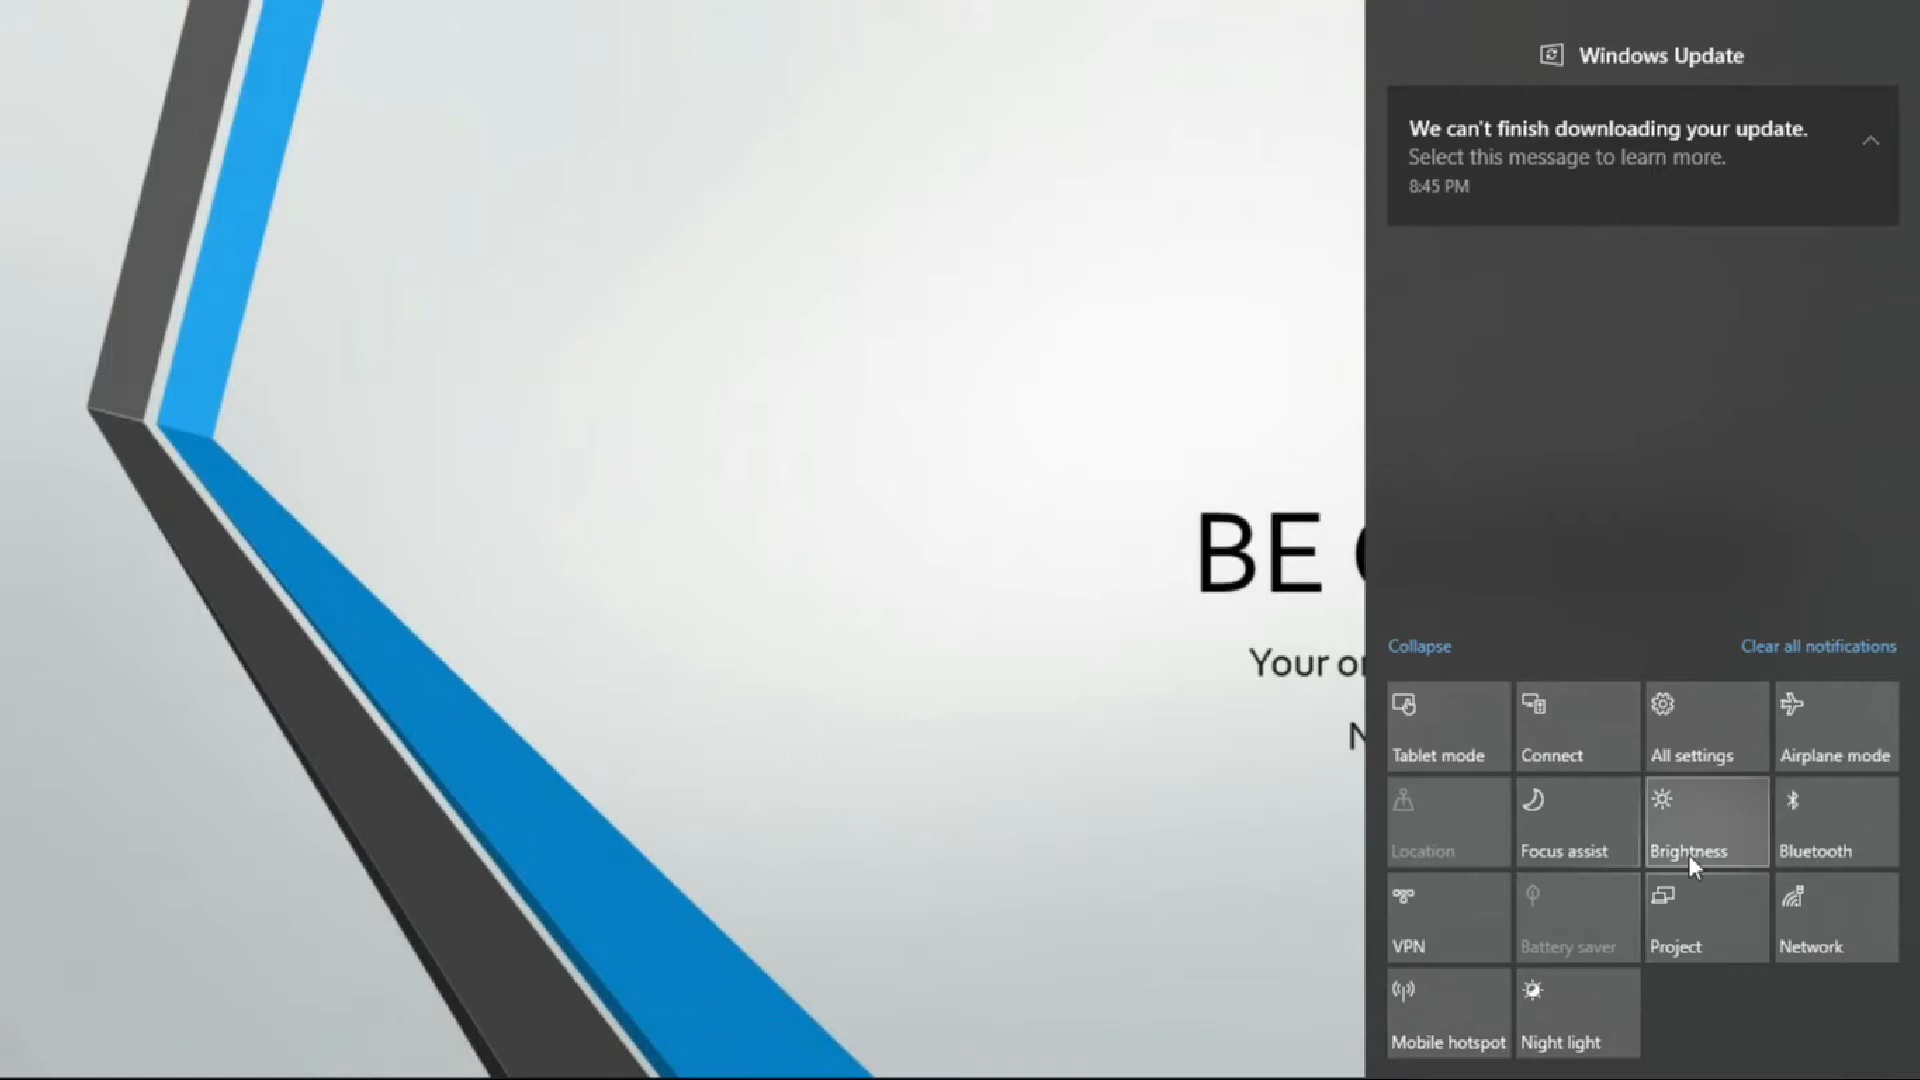 Windows Update
We can't finish downloading your update.
Select this message to learn more.
8:45 PM
BE
Your
Collapse
Clear all notifications
Tablet mode
Connect
All settings
Airplane mode
Location
Focus assist
Brightness
Bluetooth
VPN
Battery saver
Project
Network
Mobile hotspot
Night light